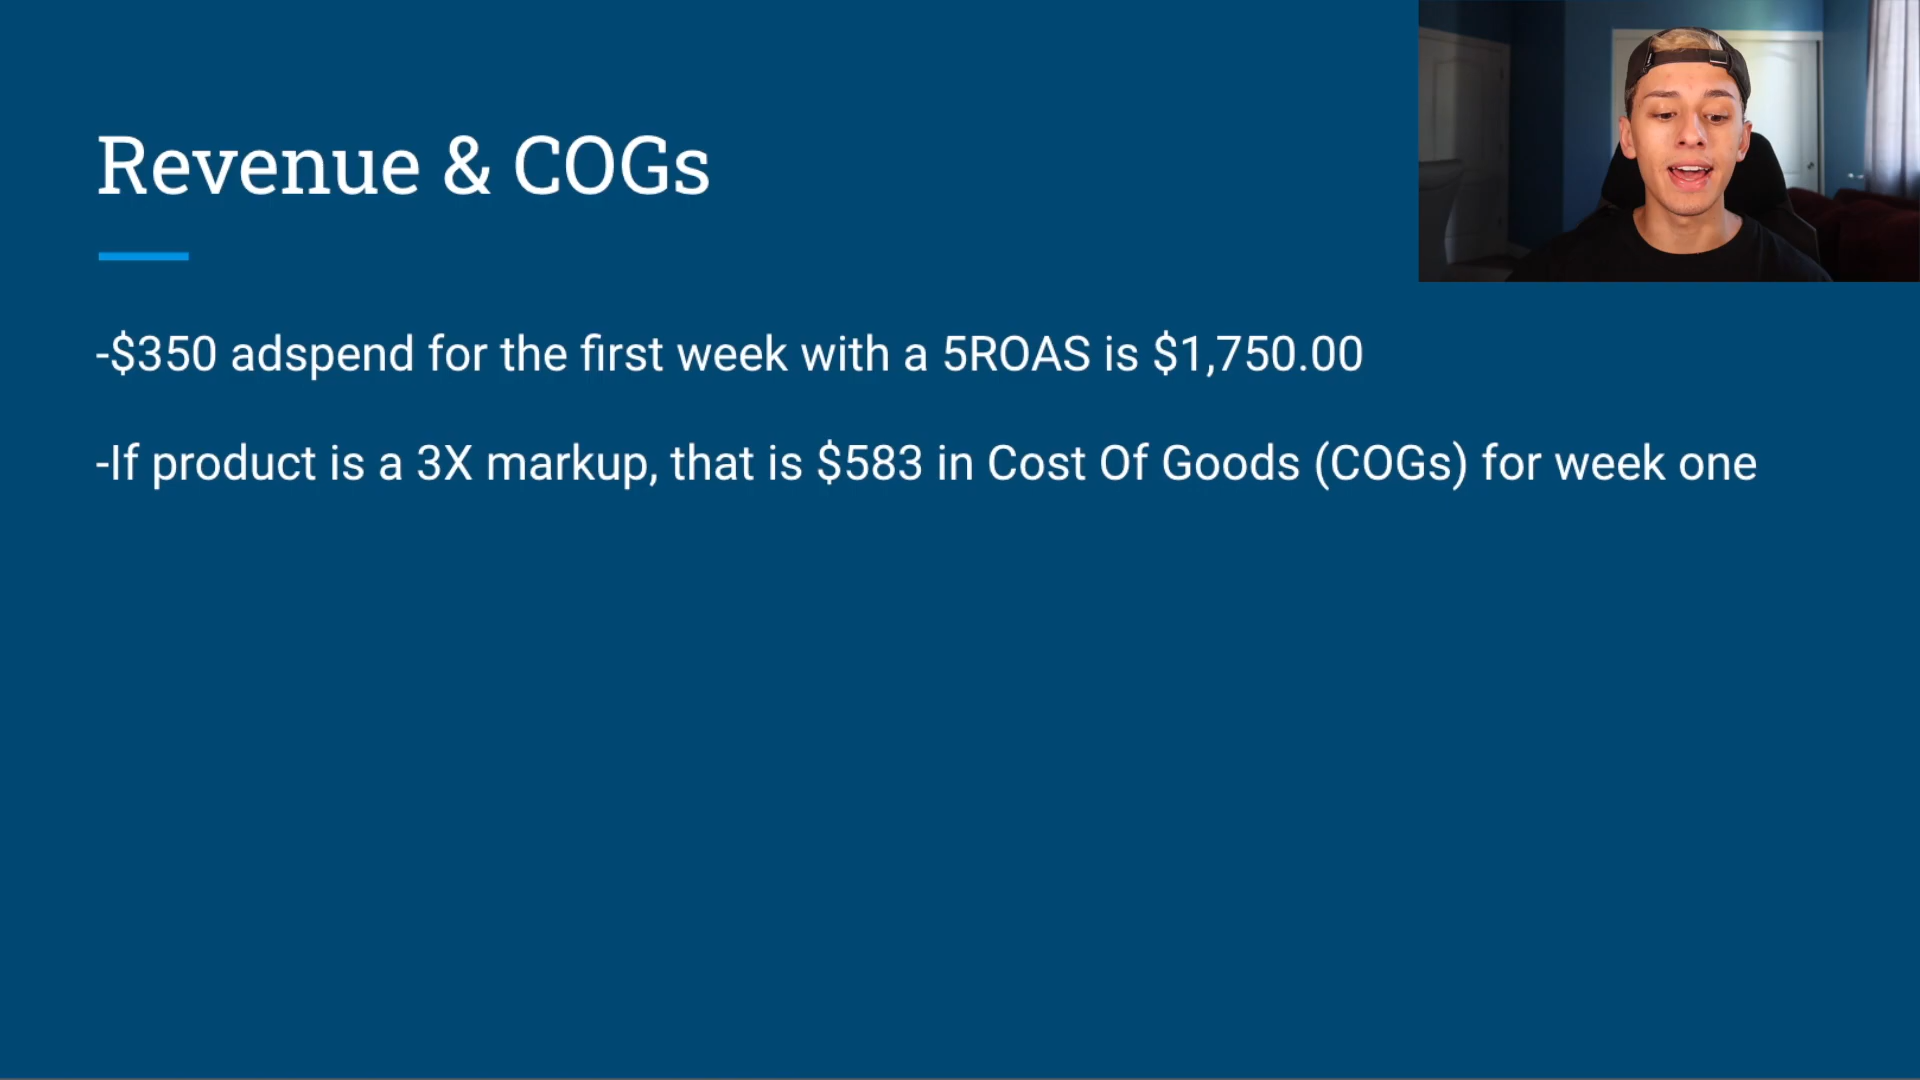 Revenue & COGs
-$350 adspend for the first week with a 5ROAS is $1,750.00
-If product is a 3X markup, that is $583 in Cost Of Goods (COGs) for week one